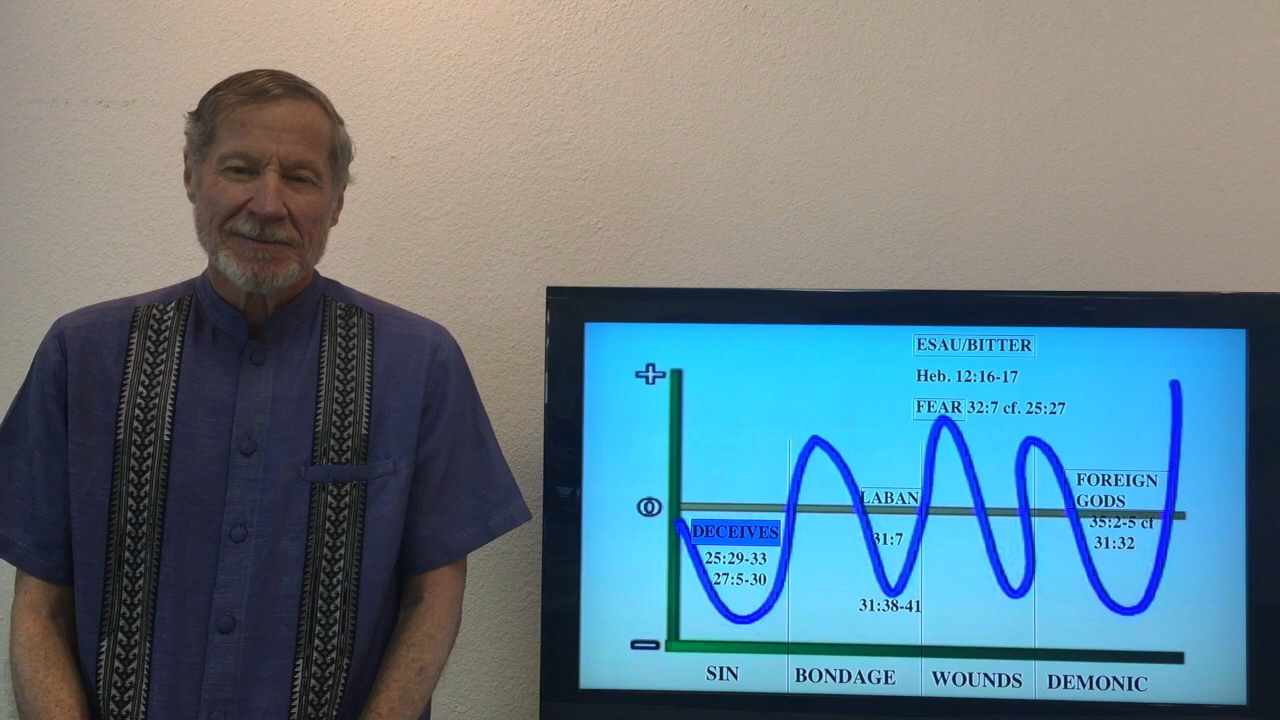 ESAU/BITTER
Heb. 12:16-17
FEAR 32:7 cf. 25:27
+
0
−
DECEIVES
25:29-33
27:5-30
LABAN
31:7
31:38-41
FOREIGN
GODS
35:2-5 cf
31:32
SIN
BONDAGE
WOUNDS
DEMONIC